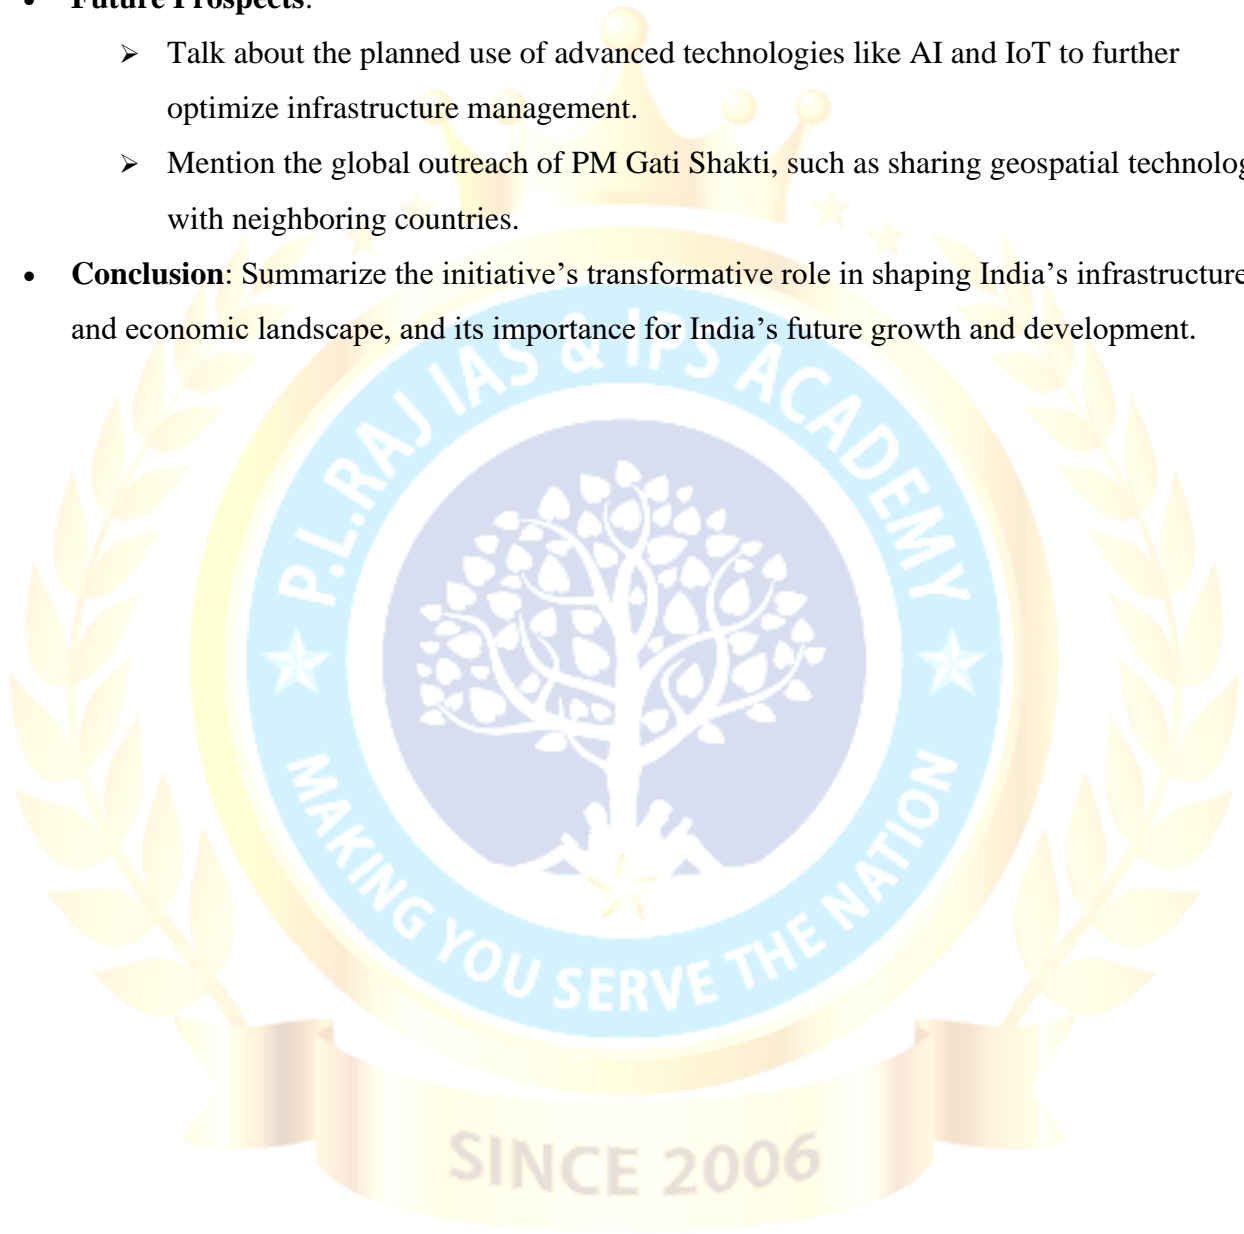 • Future Prospects:
➢ Talk about the planned use of advanced technologies like AI and IoT to further
optimize infrastructure management.
➢ Mention the global outreach of PM Gati Shakti, such as sharing geospatial technolog
with neighboring countries.
• Conclusion: Summarize the initiative’s transformative role in shaping India’s infrastructure
and economic landscape, and its importance for India’s future growth and development.
P.L.RAJ IAS & IPS ACADEMY
MAKING YOU SERVE THE NATION
SINCE 2006